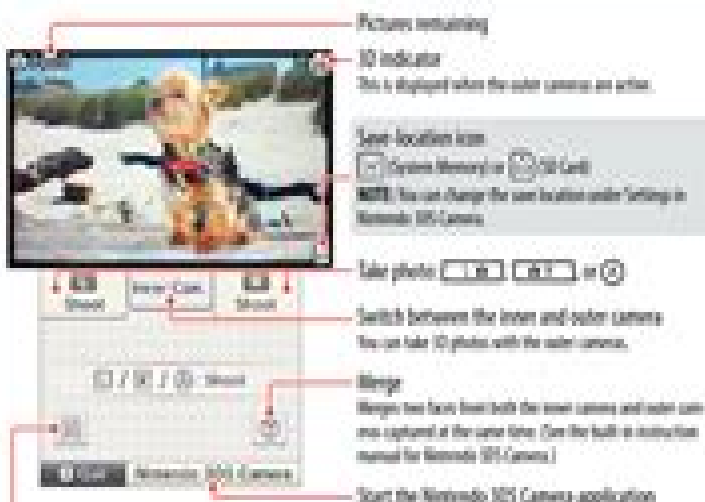 Pictures remaining
3D indicator
This is displayed when the outer cameras are active.
Save-location icon
(System Memory) or (SD Card)
NOTE: You can change the save location under Settings in
Nintendo 3DS Camera.
Take photo: L R or
Shoot
Inner Cam.
Shoot
Switch between the inner and outer camera
You can take 3D photos with the outer cameras.
Shoot
Merge
Merges two faces from both the inner camera and outer cam-
eras captured at the same time. (See the built-in instruction
manual for Nintendo 3DS Camera.)
Nintendo 3DS Camera
Start the Nintendo 3DS Camera application